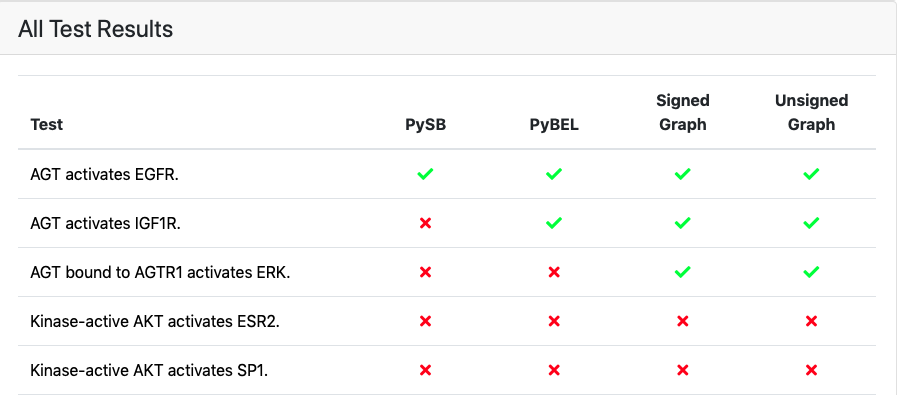 All Test Results
Test PySB PyBEL Signed Graph Unsigned Graph
AGT activates EGFR. ✓ ✓ ✓ ✓
AGT activates IGF1R. ✗ ✓ ✓ ✓
AGT bound to AGTR1 activates ERK. ✗ ✗ ✓ ✓
Kinase-active AKT activates ESR2. ✗ ✗ ✗ ✗
Kinase-active AKT activates SP1. ✗ ✗ ✗ ✗